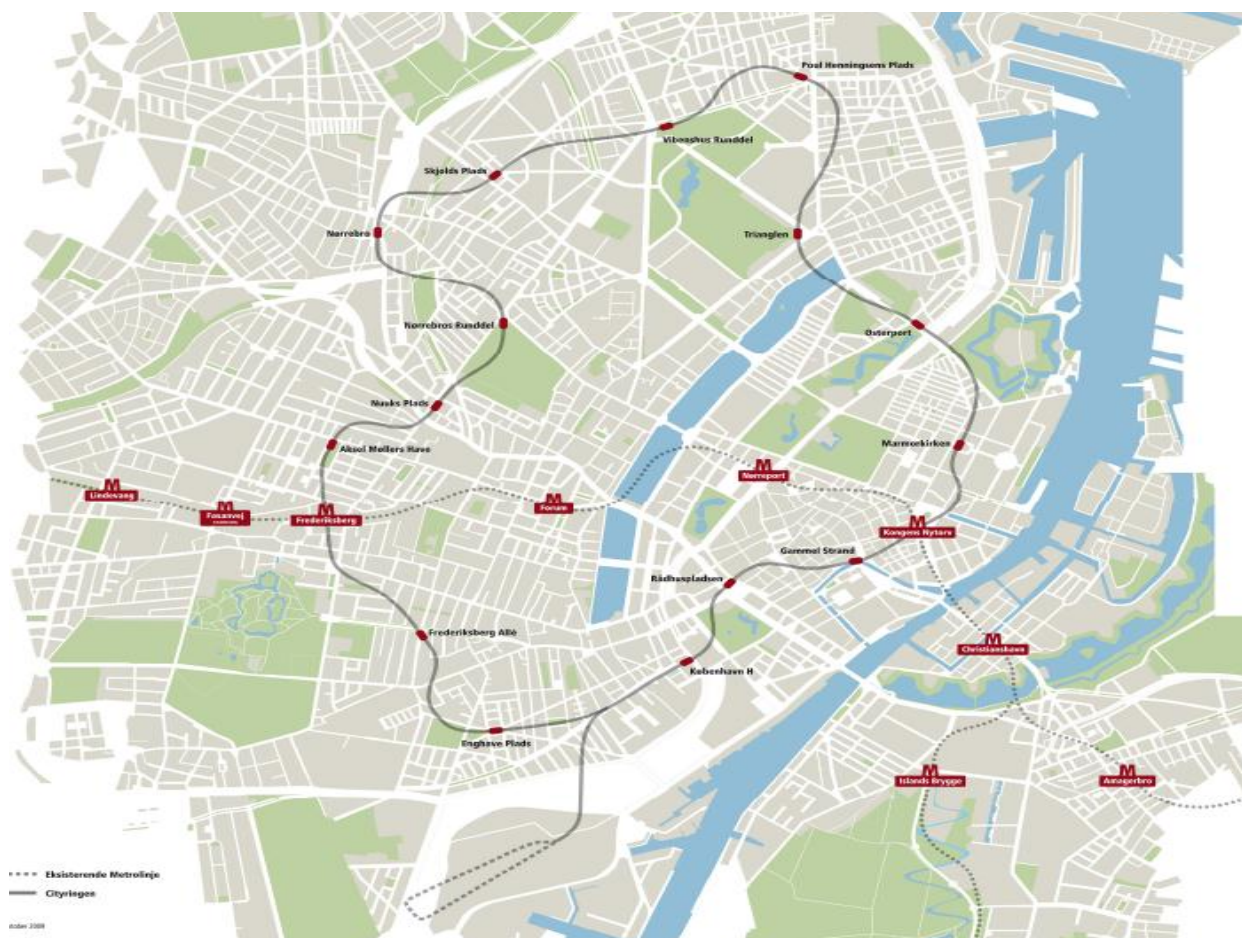 Poul Henningsens Plads
Vibenshus Runddel
Skjolds Plads
Nørrebro
Trianglen
Nørrebros Runddel
Østerport
Nuuks Plads
Aksel Møllers Have
Marmorkirken
Nørreport
Lindevang
Forum
Fasanvej
Frederiksberg
Kongens Nytorv
Gammel Strand
Rådhuspladsen
Frederiksberg Allé
Christianshavn
København H
Enghave Plads
Islands Brygge
Amagerbro
Eksisterende Metrolinje
Cityringen
2009